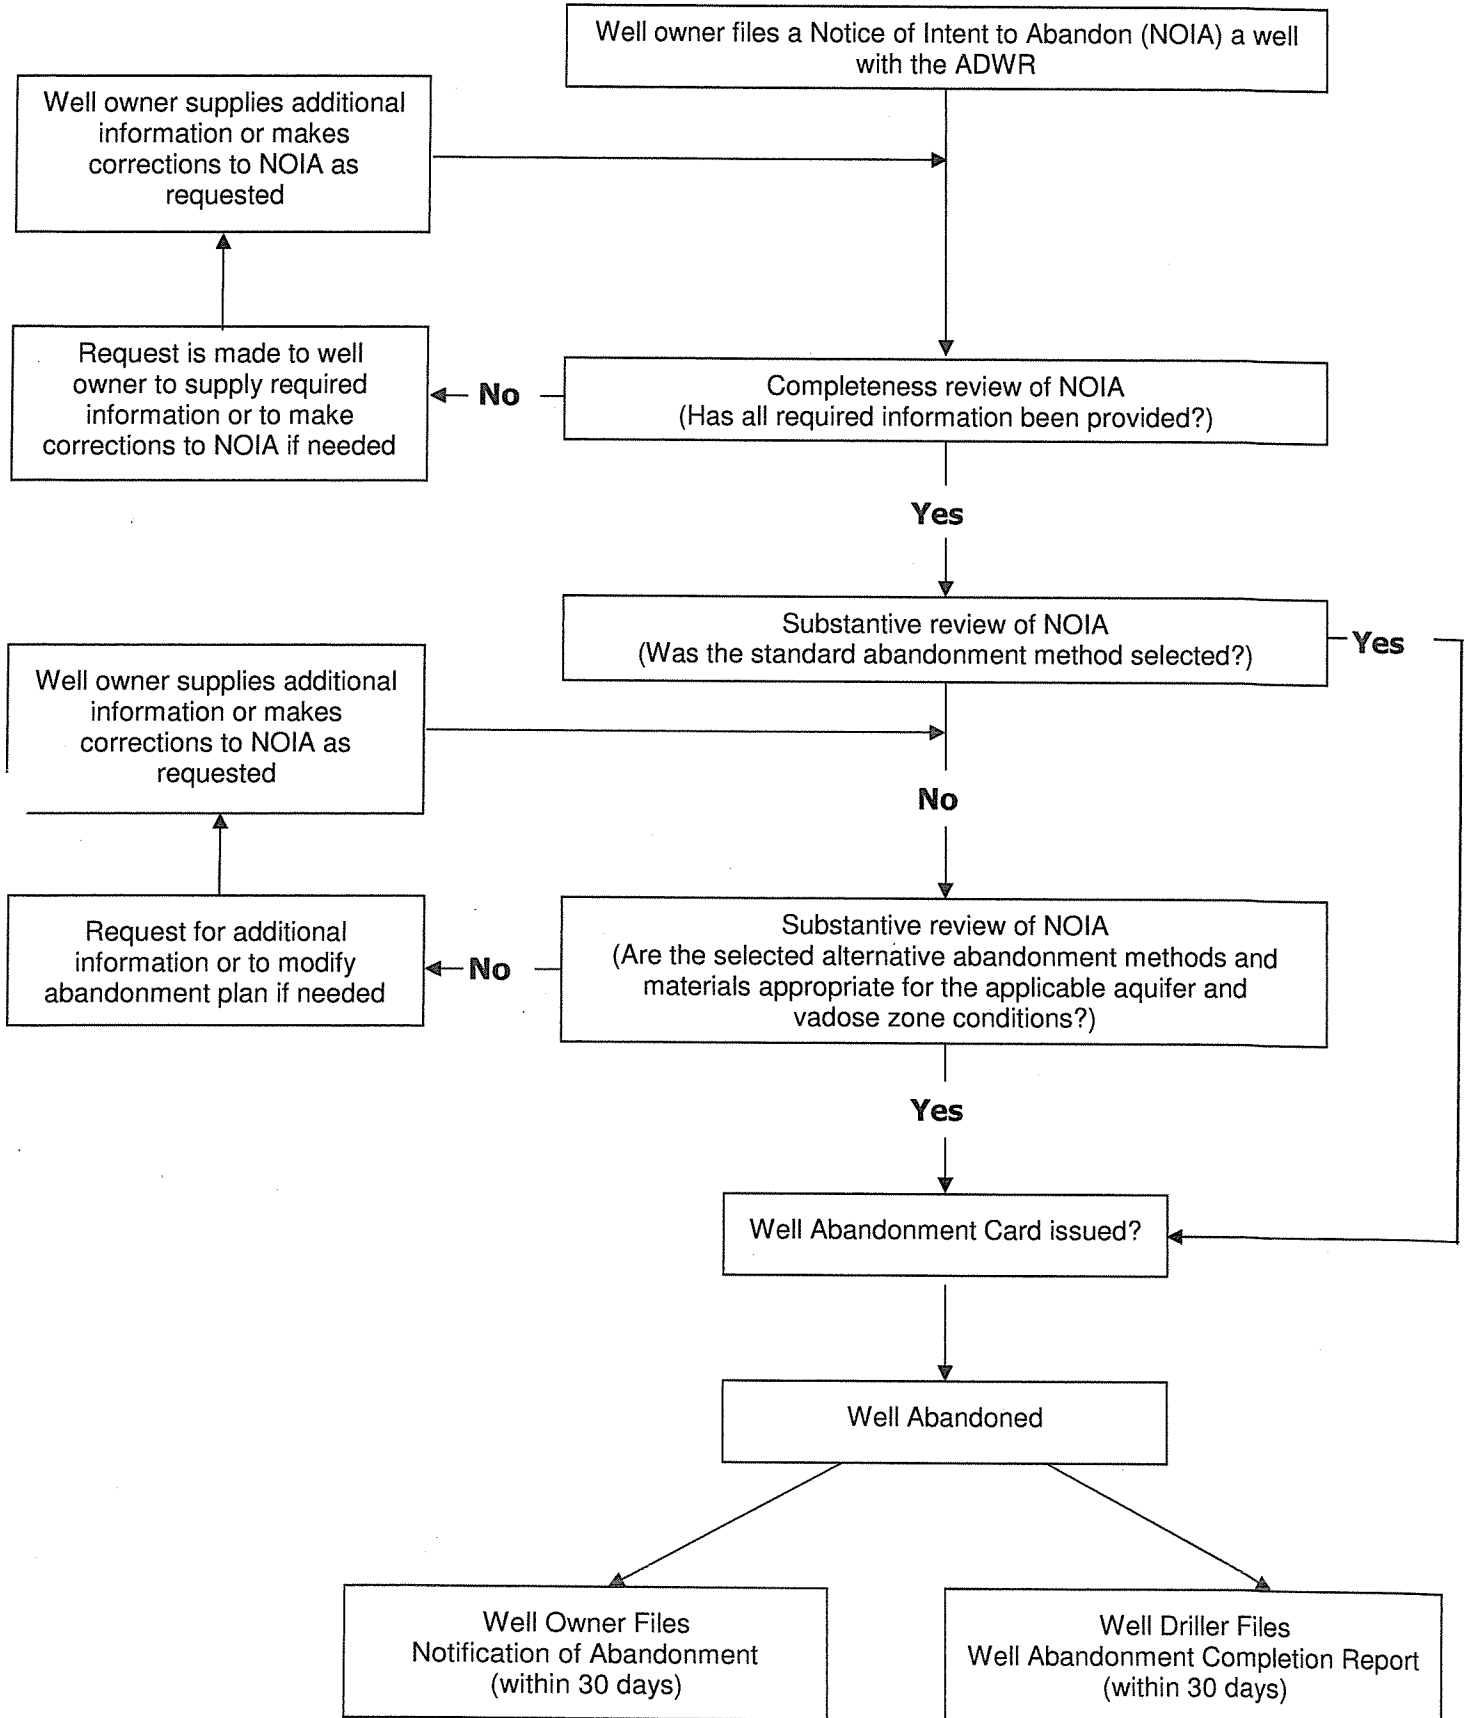 Well owner files a Notice of Intent to Abandon (NOIA) a well
with the ADWR
Well owner supplies additional
information or makes
corrections to NOIA as
requested
Request is made to well
owner to supply required
information or to make
corrections to NOIA if needed
No
Completeness review of NOIA
(Has all required information been provided?)
Yes
Substantive review of NOIA
(Was the standard abandonment method selected?)
Yes
Well owner supplies additional
information or makes
corrections to NOIA as
requested
No
Request for additional
information or to modify
abandonment plan if needed
No
Substantive review of NOIA
(Are the selected alternative abandonment methods and
materials appropriate for the applicable aquifer and
vadose zone conditions?)
Yes
Well Abandonment Card issued?
Well Abandoned
Well Owner Files
Notification of Abandonment
(within 30 days)
Well Driller Files
Well Abandonment Completion Report
(within 30 days)